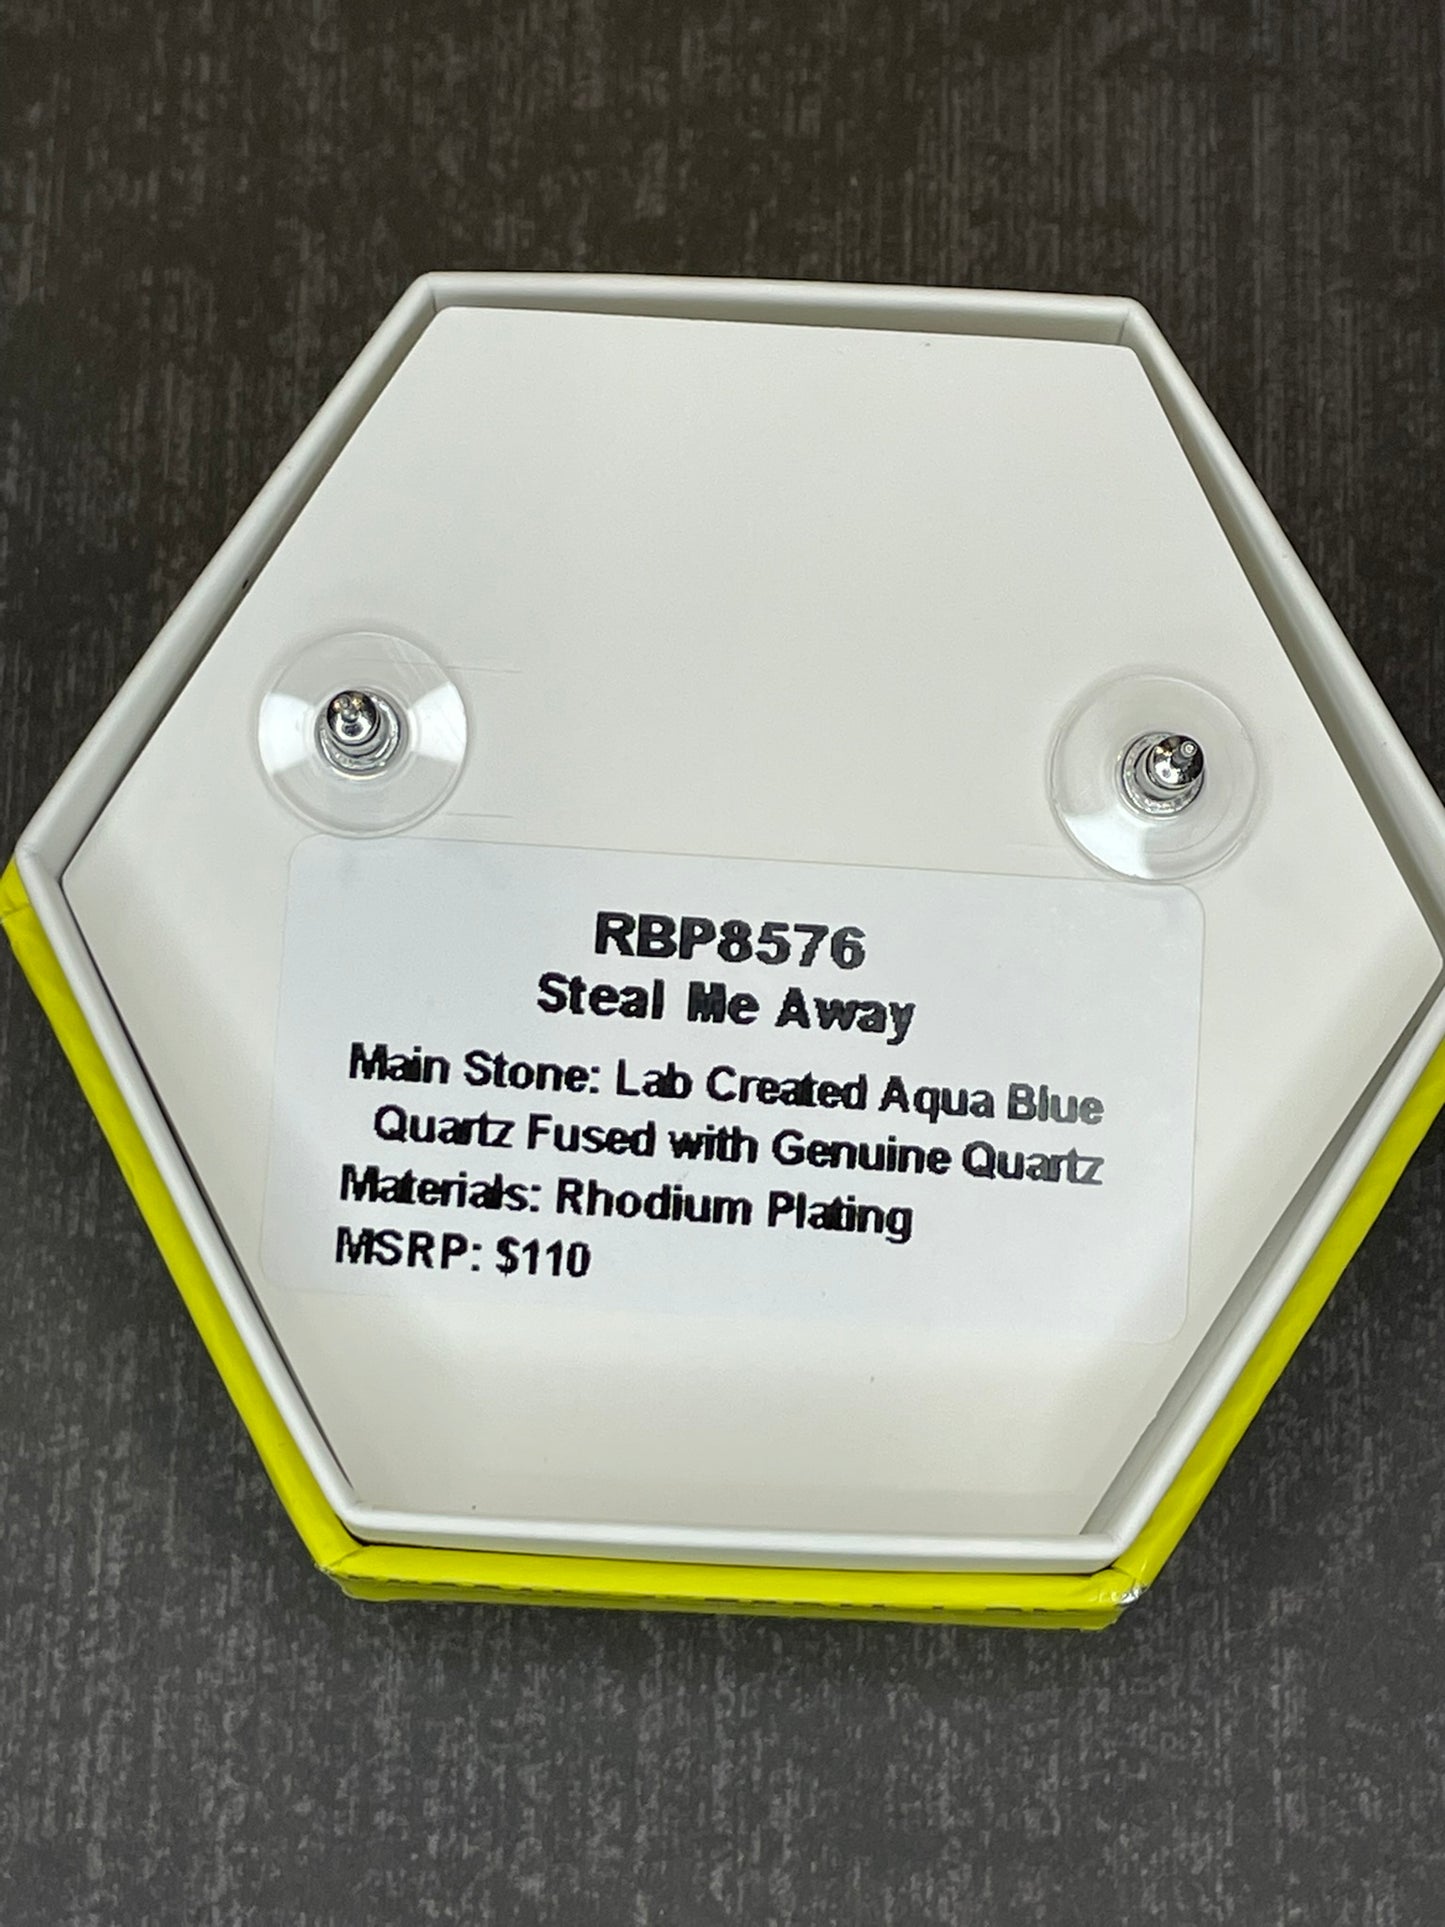 RBP8576
Steal Me Away
Main Stone: Lab Created Aqua Blue
Quartz Fused with Genuine Quartz
Materials: Rhodium Plating
MSRP: $110